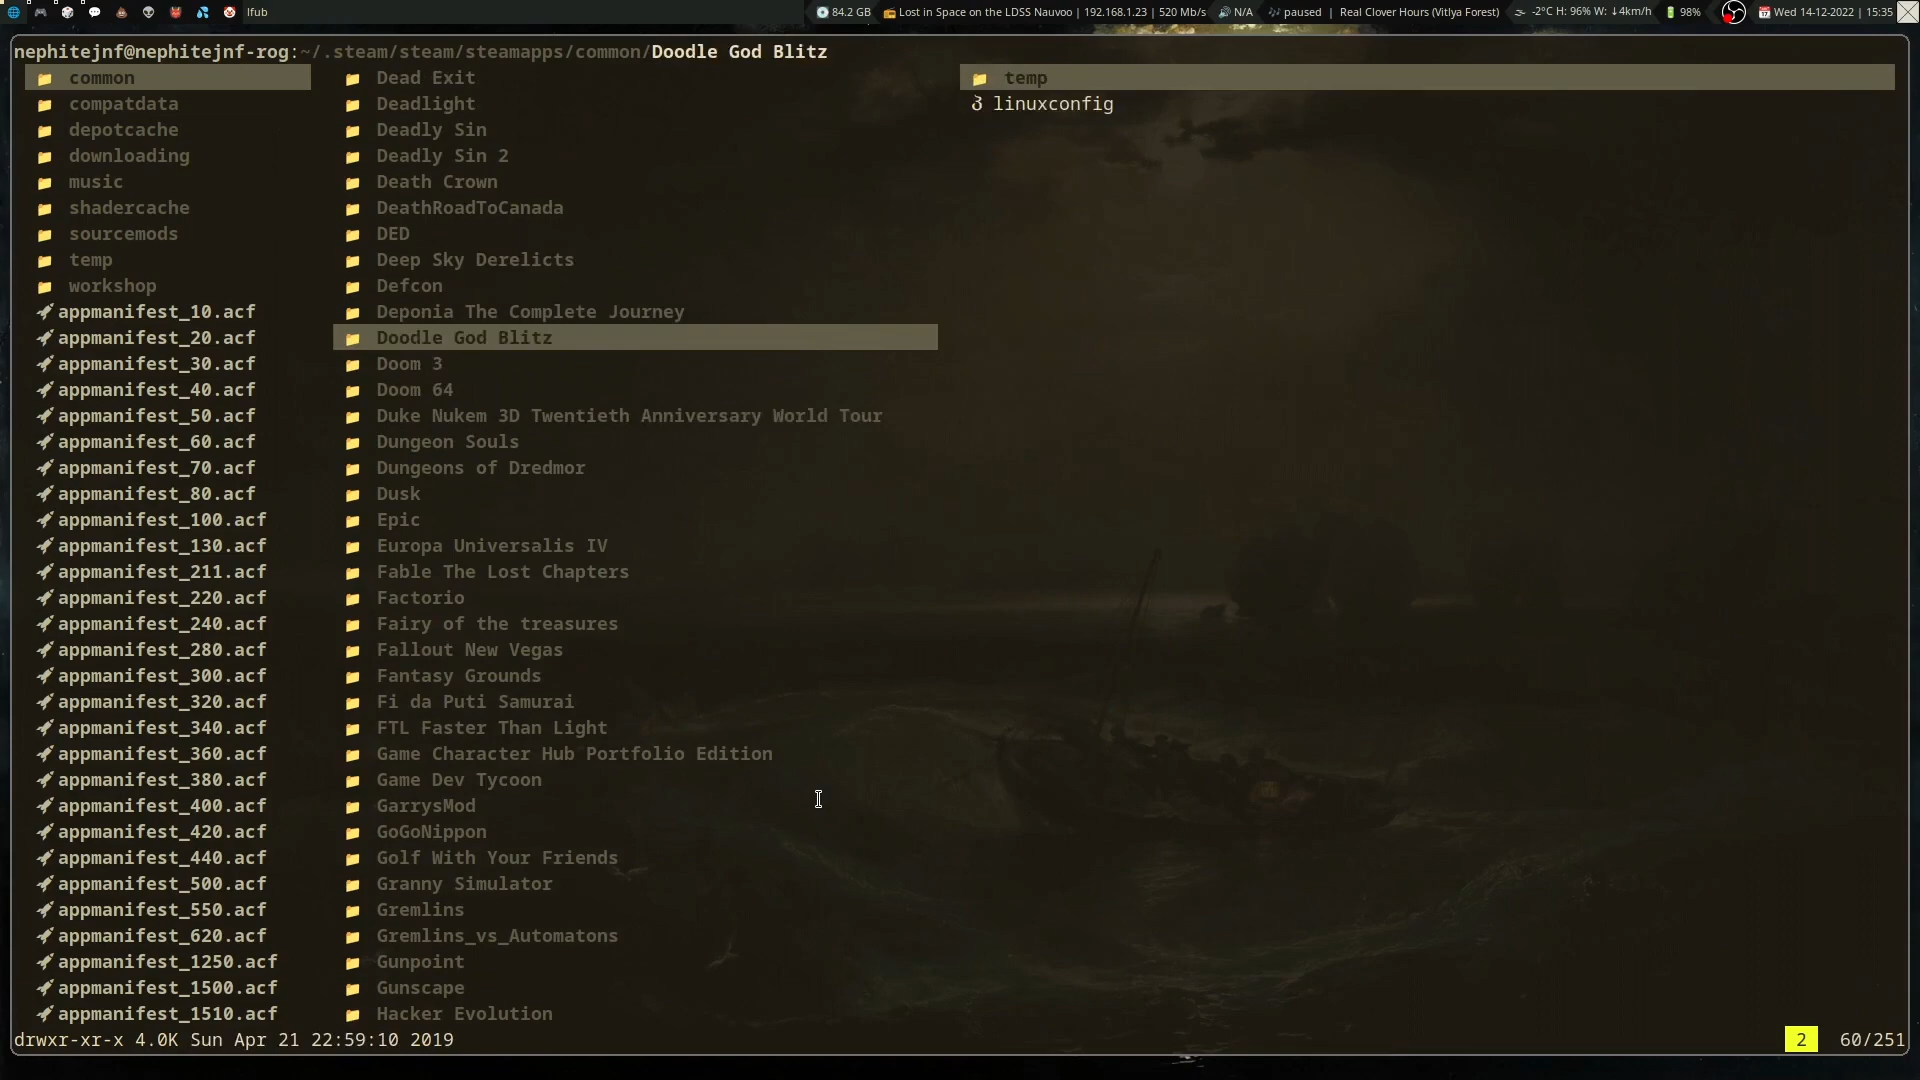 lfub
84.2 GB
Lost in Space on the LDSS Nauvoo | 192.168.1.23 | 520 Mb/s
N/A
paused | Real Clover Hours (Vitlya Forest)
-2°C H: 96% W: ↓4km/h
98%
Wed 14-12-2022 | 15:35
nephitejnf@nephitejnf-rog:~/.steam/steam/steamapps/common/Doodle God Blitz
common
compatdata
depotcache
downloading
music
shadercache
sourcemods
temp
workshop
appmanifest_10.acf
appmanifest_20.acf
appmanifest_30.acf
appmanifest_40.acf
appmanifest_50.acf
appmanifest_60.acf
appmanifest_70.acf
appmanifest_80.acf
appmanifest_100.acf
appmanifest_130.acf
appmanifest_211.acf
appmanifest_220.acf
appmanifest_240.acf
appmanifest_280.acf
appmanifest_300.acf
appmanifest_320.acf
appmanifest_340.acf
appmanifest_360.acf
appmanifest_380.acf
appmanifest_400.acf
appmanifest_420.acf
appmanifest_440.acf
appmanifest_500.acf
appmanifest_550.acf
appmanifest_620.acf
appmanifest_1250.acf
appmanifest_1500.acf
appmanifest_1510.acf
Dead Exit
Deadlight
Deadly Sin
Deadly Sin 2
Death Crown
DeathRoadToCanada
DED
Deep Sky Derelicts
Defcon
Deponia The Complete Journey
Doodle God Blitz
Doom 3
Doom 64
Duke Nukem 3D Twentieth Anniversary World Tour
Dungeon Souls
Dungeons of Dredmor
Dusk
Epic
Europa Universalis IV
Fable The Lost Chapters
Factorio
Fairy of the treasures
Fallout New Vegas
Fantasy Grounds
Fi da Puti Samurai
FTL Faster Than Light
Game Character Hub Portfolio Edition
Game Dev Tycoon
GarrysMod
GoGoNippon
Golf With Your Friends
Granny Simulator
Gremlins
Gremlins_vs_Automatons
Gunpoint
Gunscape
Hacker Evolution
temp
linuxconfig
drwxr-xr-x 4.0K Sun Apr 21 22:59:10 2019
2 60/251